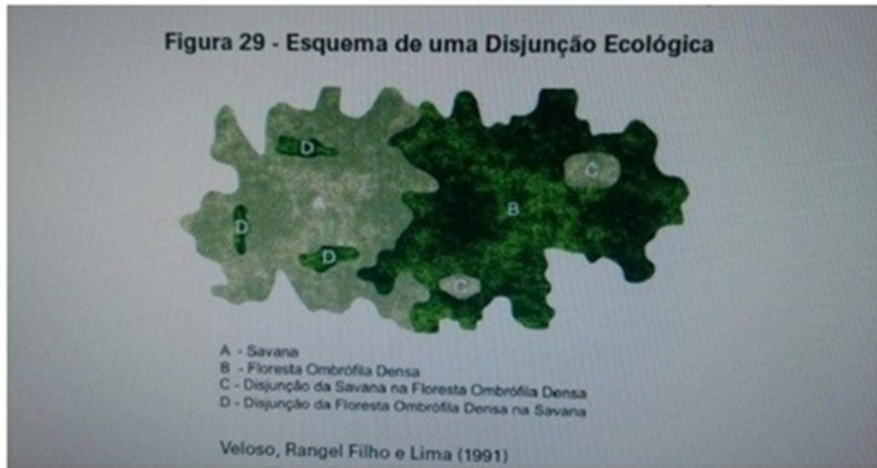 Figura 29 - Esquema de uma Disjunção Ecológica
D
C
A
B
D
D
C
A - Savana
B - Floresta Ombrófila Densa
C - Disjunção da Savana na Floresta Ombrófila Densa
D - Disjunção da Floresta Ombrófila Densa na Savana
Veloso, Rangel Filho e Lima (1991)